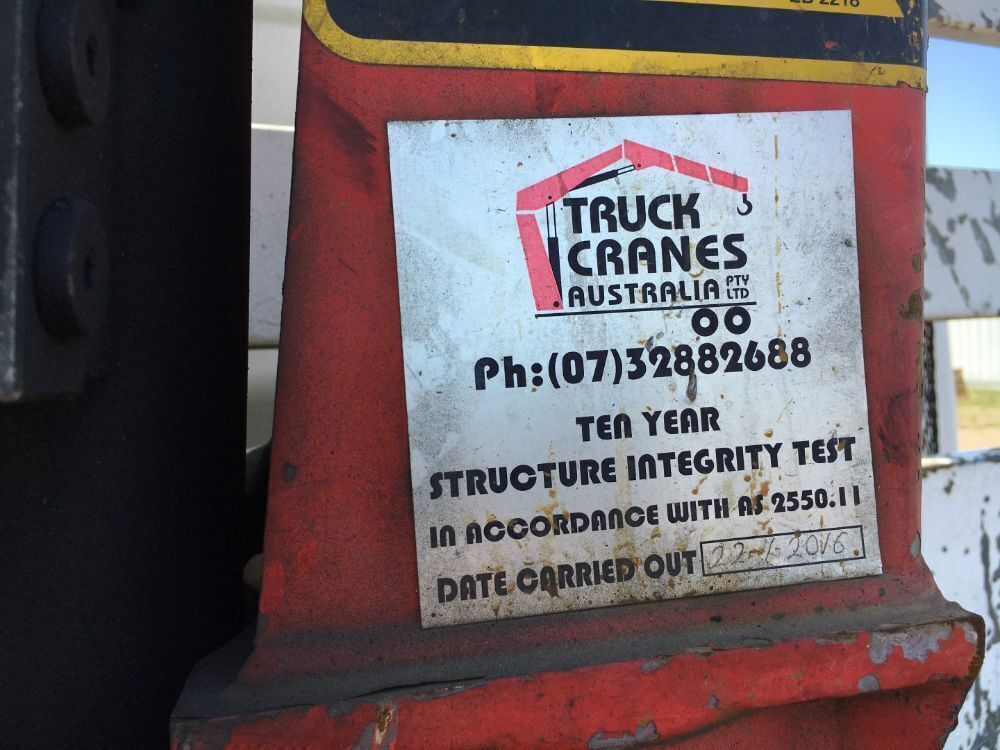 TRUCK
CRANES
AUSTRALIA PTY LTD
Ph:(07)32882688
TEN YEAR
STRUCTURE INTEGRITY TEST
IN ACCORDANCE WITH AS 2550.11
DATE CARRIED OUT 22-1-2016